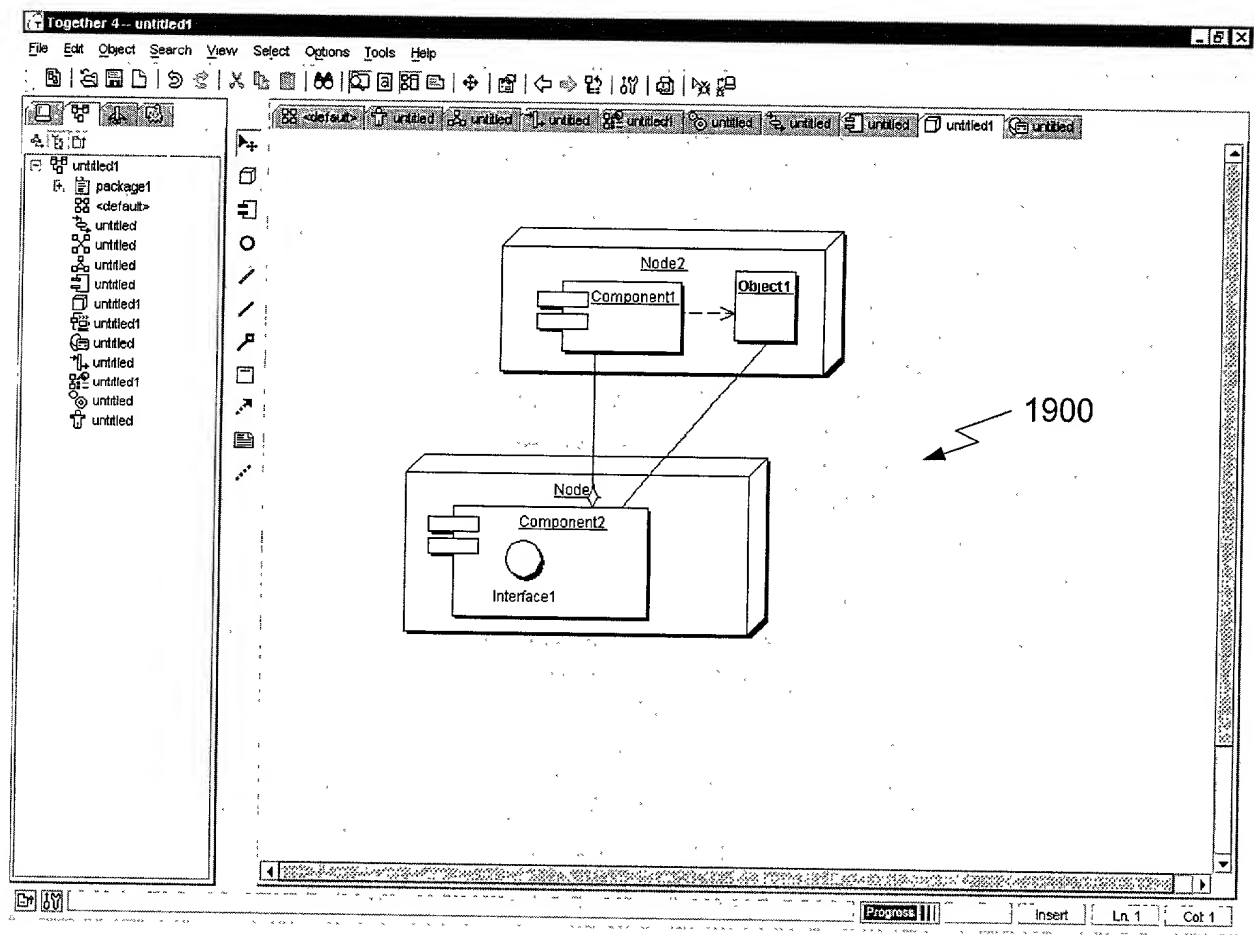 Together 4 -- untitled1
File Edit Object Search View Select Options Tools Help
<default> untitled untitled untitled untitled1 untitled untitled untitled untitled1 untitled
untitled1
package1
<default>
untitled
untitled
untitled
untitled
untitled1
untitled1
untitled
untitled
untitled1
untitled
untitled
Node2
Component1
Object1
1900
Node
Component2
Interface1
Progress
Insert
Ln. 1
Col: 1